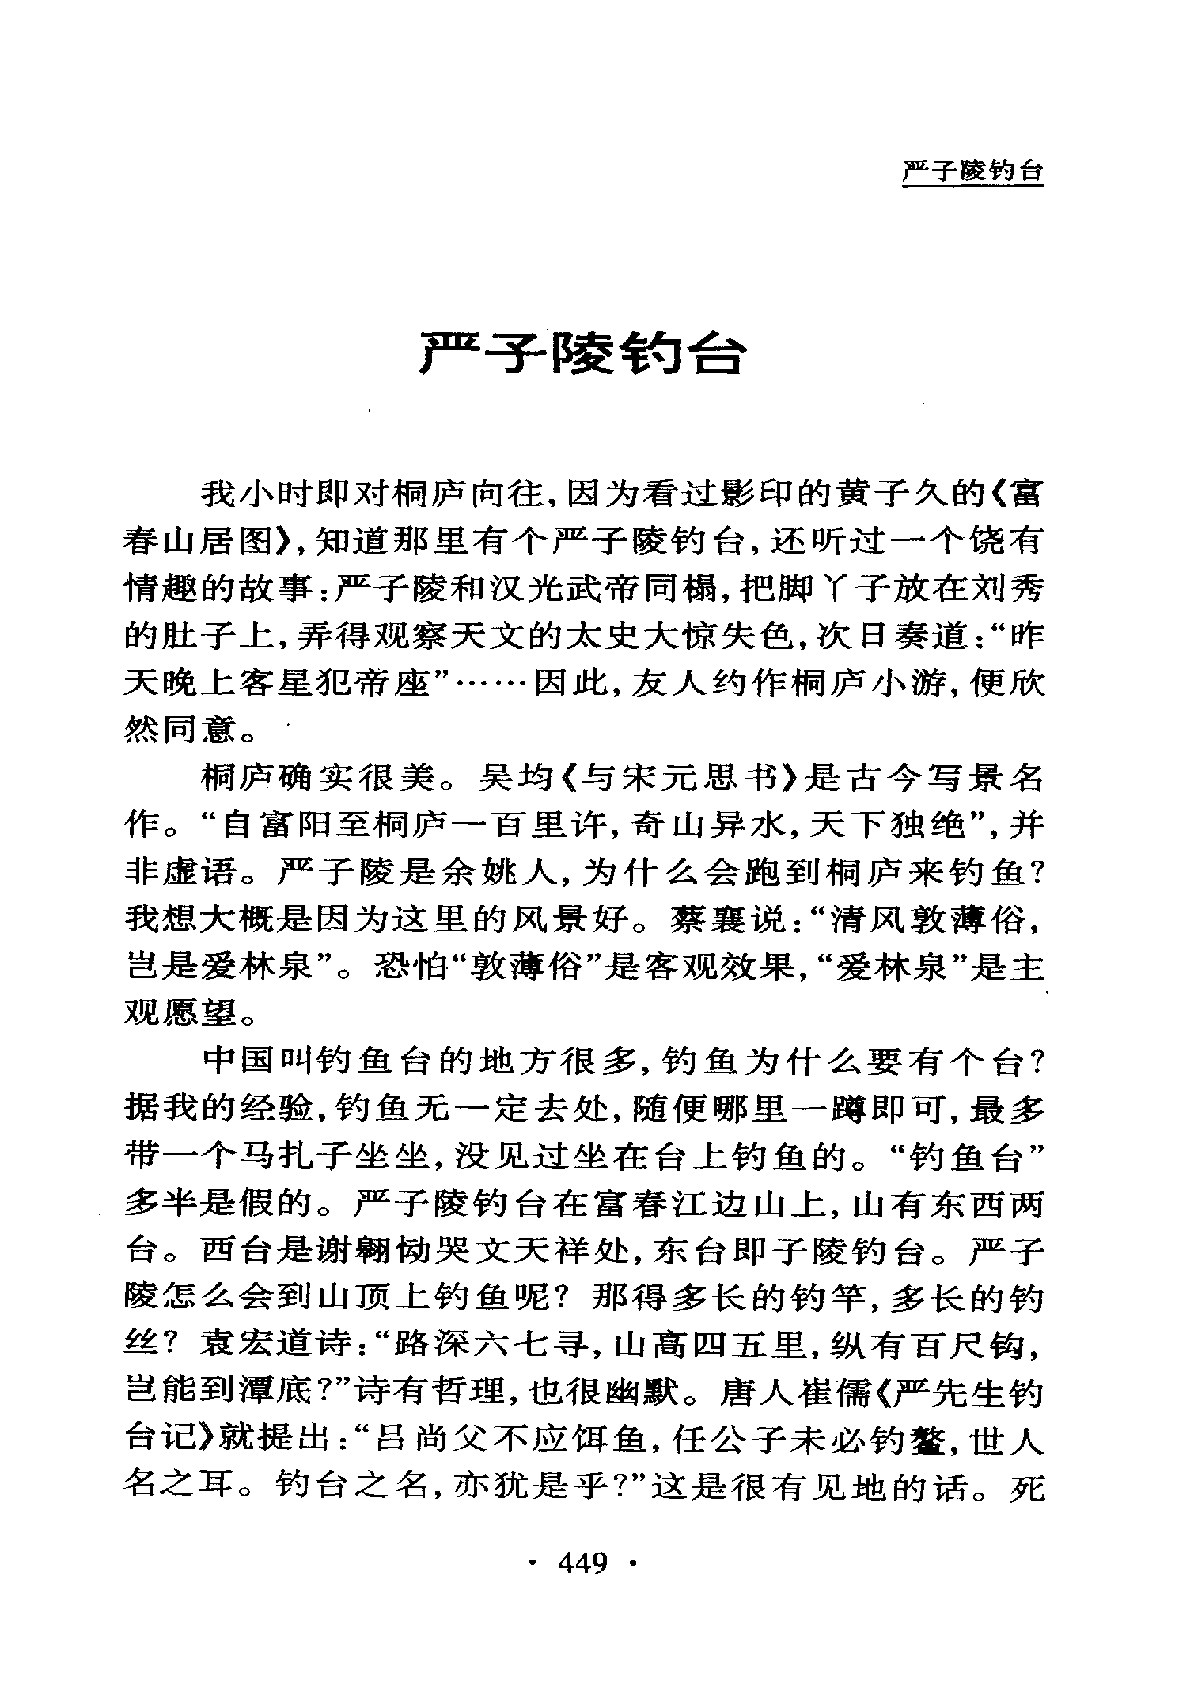 严子陵钓台
严子陵钓台
我小时即对桐庐向往,因为看过影印的黄子久的《富
春山居图》,知道那里有个严子陵钓台,还听过一个饶有
情趣的故事:严子陵和汉光武帝同榻,把脚丫子放在刘秀
的肚子上,弄得观察天文的太史大惊失色,次日奏道:“昨
天晚上客星犯帝座”……因此,友人约作桐庐小游,便欣
然同意。
桐庐确实很美。吴均《与宋元思书》是古今写景名
作。“自富阳至桐庐一百里许,奇山异水,天下独绝”,并
非虚语。严子陵是余姚人,为什么会跑到桐庐来钓鱼?
我想大概是因为这里的风景好。蔡襄说:“清风敦薄俗,
岂是爱林泉”。恐怕“敦薄俗”是客观效果,“爱林泉”是主
观愿望。
中国叫钓鱼台的地方很多,钓鱼为什么要有个台?
据我的经验,钓鱼无一定去处,随便哪里一蹲即可,最多
带一个马扎子坐坐,没见过坐在台上钓鱼的。“钓鱼台”
多半是假的。严子陵钓台在富春江边山上,山有东西两
台。西台是谢翱恸哭文天祥处,东台即子陵钓台。严子
陵怎么会到山顶上钓鱼呢?那得多长的钓竿,多长的钓
丝?袁宏道诗:“路深六七寻,山高四五里,纵有百尺钩,
岂能到潭底?”诗有哲理,也很幽默。唐人崔儒《严先生钓
台记》就提出:“吕尚父不应饵鱼,任公子未必钓鳌,世人
名之耳。钓台之名,亦犹是乎?”这是很有见地的话。死
· 449 ·